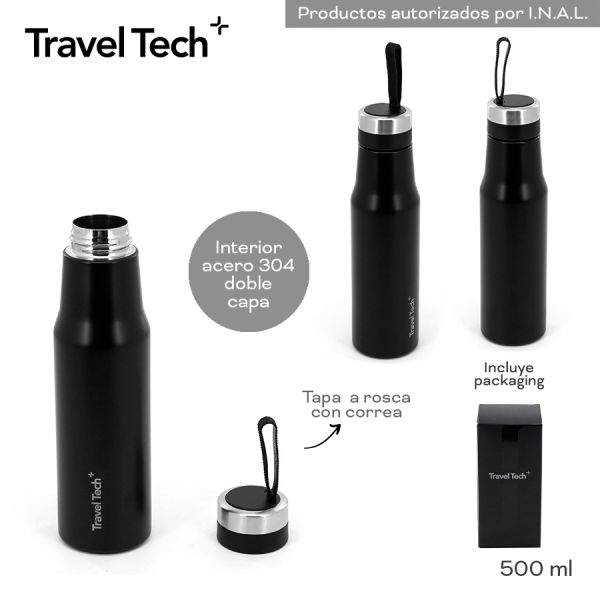 Productos autorizados por I.N.A.L.
Travel Tech+
Interior
acero 304
doble
capa
Travel Tech+
Incluye
packaging
Tapa a rosca
con correa
Travel Tech+
Travel Tech+
500 ml